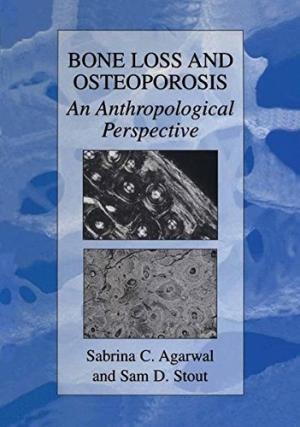 BONE LOSS AND
OSTEOPOROSIS
An Anthropological
Perspective
Sabrina C. Agarwal
and Sam D. Stout